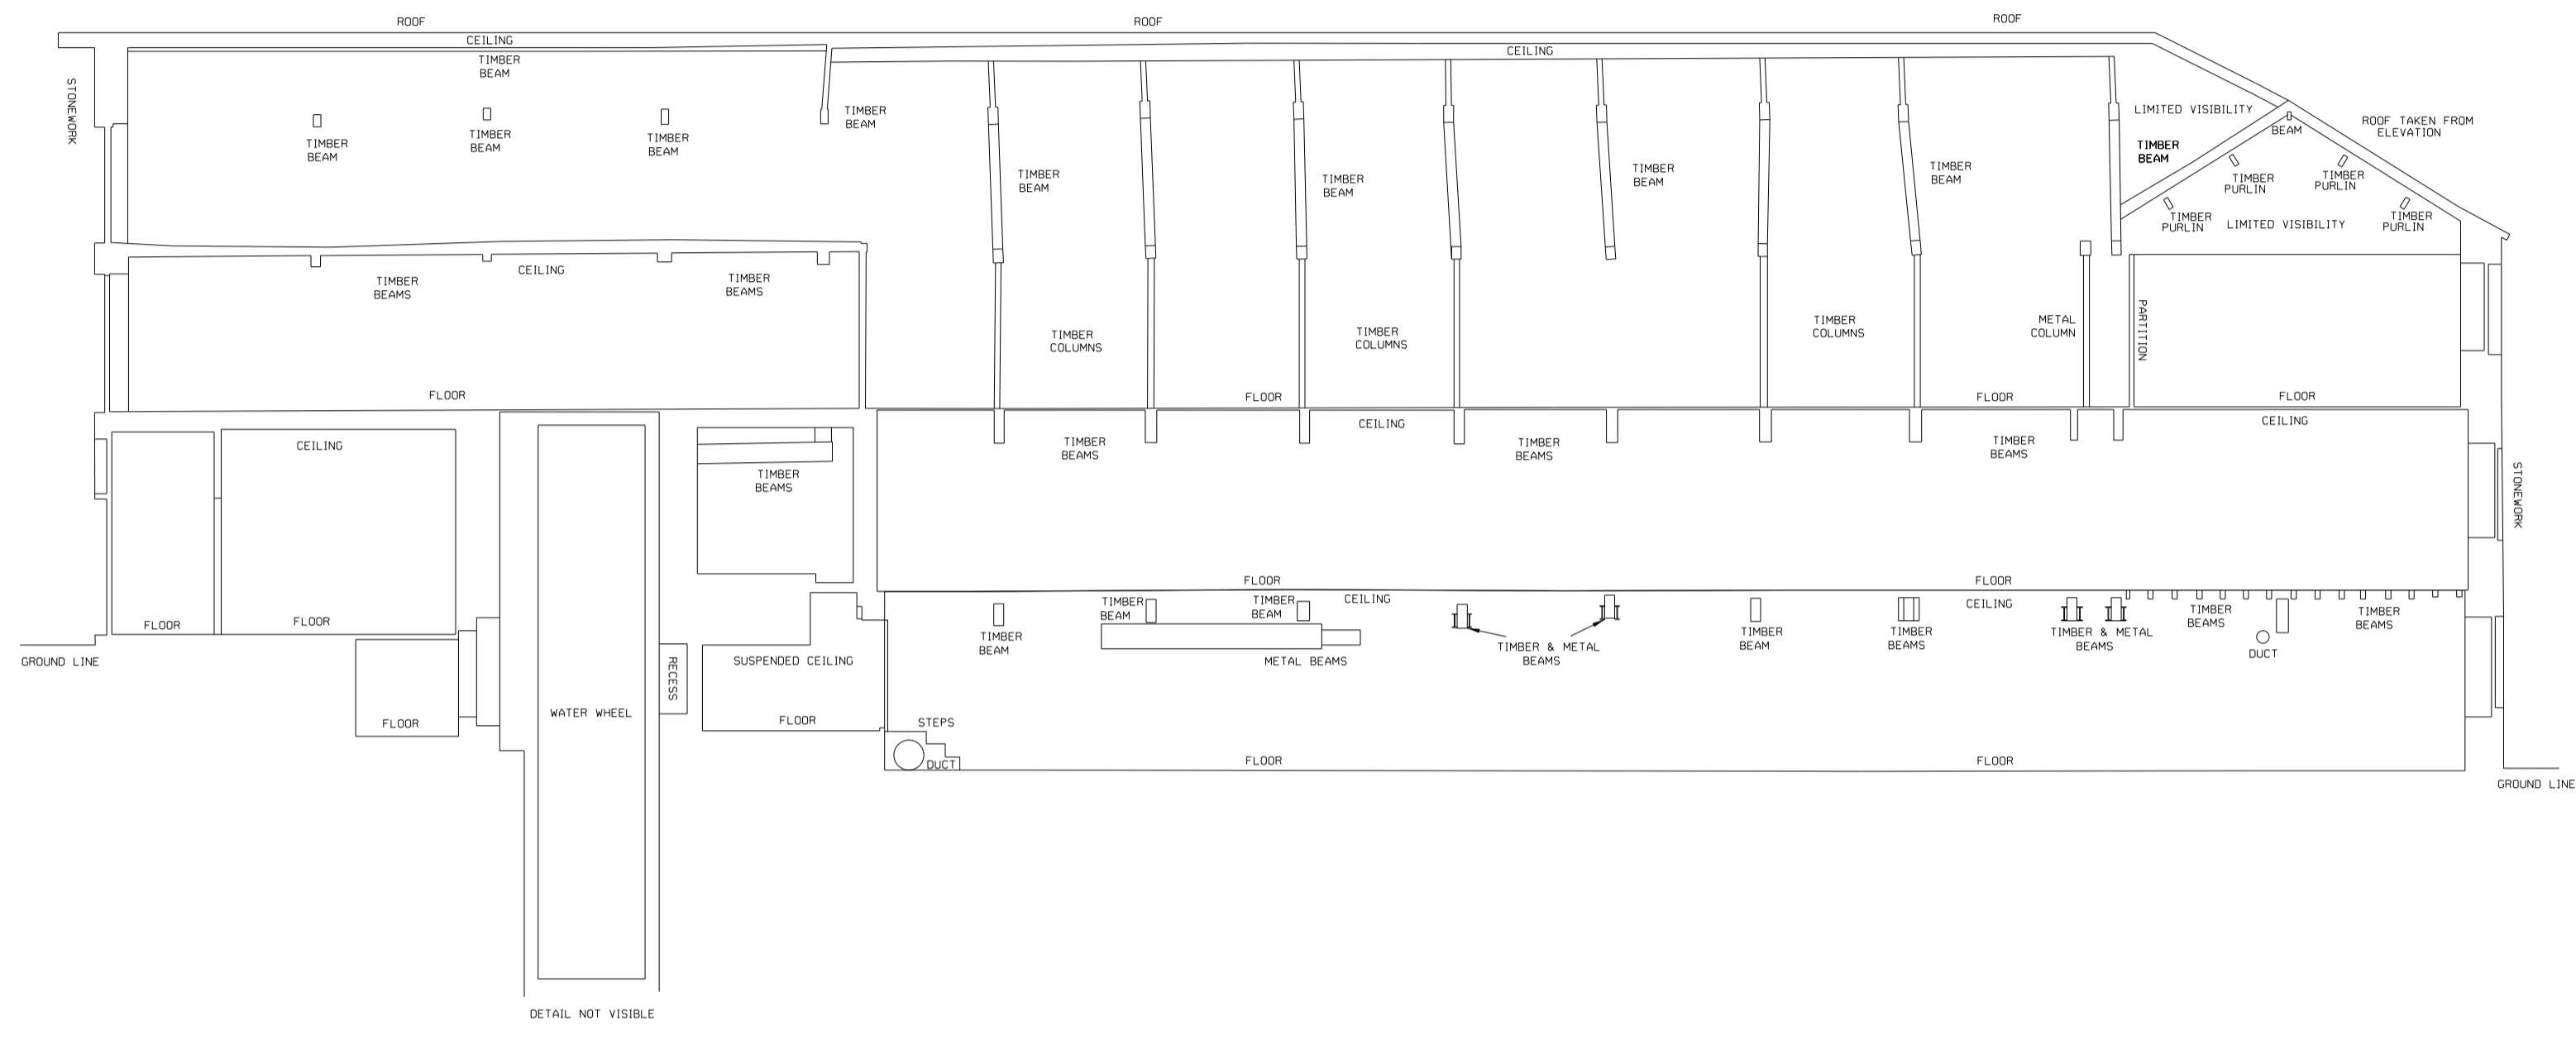 ROOF
ROOF
ROOF
CEILING
CEILING
STONEWORK
TIMBER
BEAM
TIMBER
BEAM
TIMBER
BEAM
TIMBER
BEAM
TIMBER
BEAM
TIMBER
BEAM
TIMBER
BEAM
TIMBER
BEAM
TIMBER
BEAM
LIMITED VISIBILITY
TIMBER
BEAM
BEAM
ROOF TAKEN FROM
ELEVATION
TIMBER
PURLIN
TIMBER
PURLIN
TIMBER
PURLIN
LIMITED VISIBILITY
TIMBER
PURLIN
CEILING
TIMBER
BEAMS
TIMBER
BEAMS
TIMBER
COLUMNS
TIMBER
COLUMNS
TIMBER
COLUMNS
METAL
COLUMN
PARTITION
FLOOR
FLOOR
FLOOR
FLOOR
CEILING
CEILING
CEILING
TIMBER
BEAMS
TIMBER
BEAMS
TIMBER
BEAMS
TIMBER
BEAMS
STONEWORK
FLOOR
FLOOR
FLOOR
FLOOR
TIMBER
BEAM
TIMBER
BEAM
TIMBER
BEAM
CEILING
CEILING
METAL BEAMS
TIMBER & METAL
BEAMS
TIMBER
BEAM
TIMBER
BEAMS
TIMBER & METAL
BEAMS
TIMBER
BEAMS
TIMBER
BEAMS
DUCT
GROUND LINE
RECESS
SUSPENDED CEILING
WATER WHEEL
FLOOR
FLOOR
STEPS
DUCT
FLOOR
FLOOR
GROUND LINE
DETAIL NOT VISIBLE